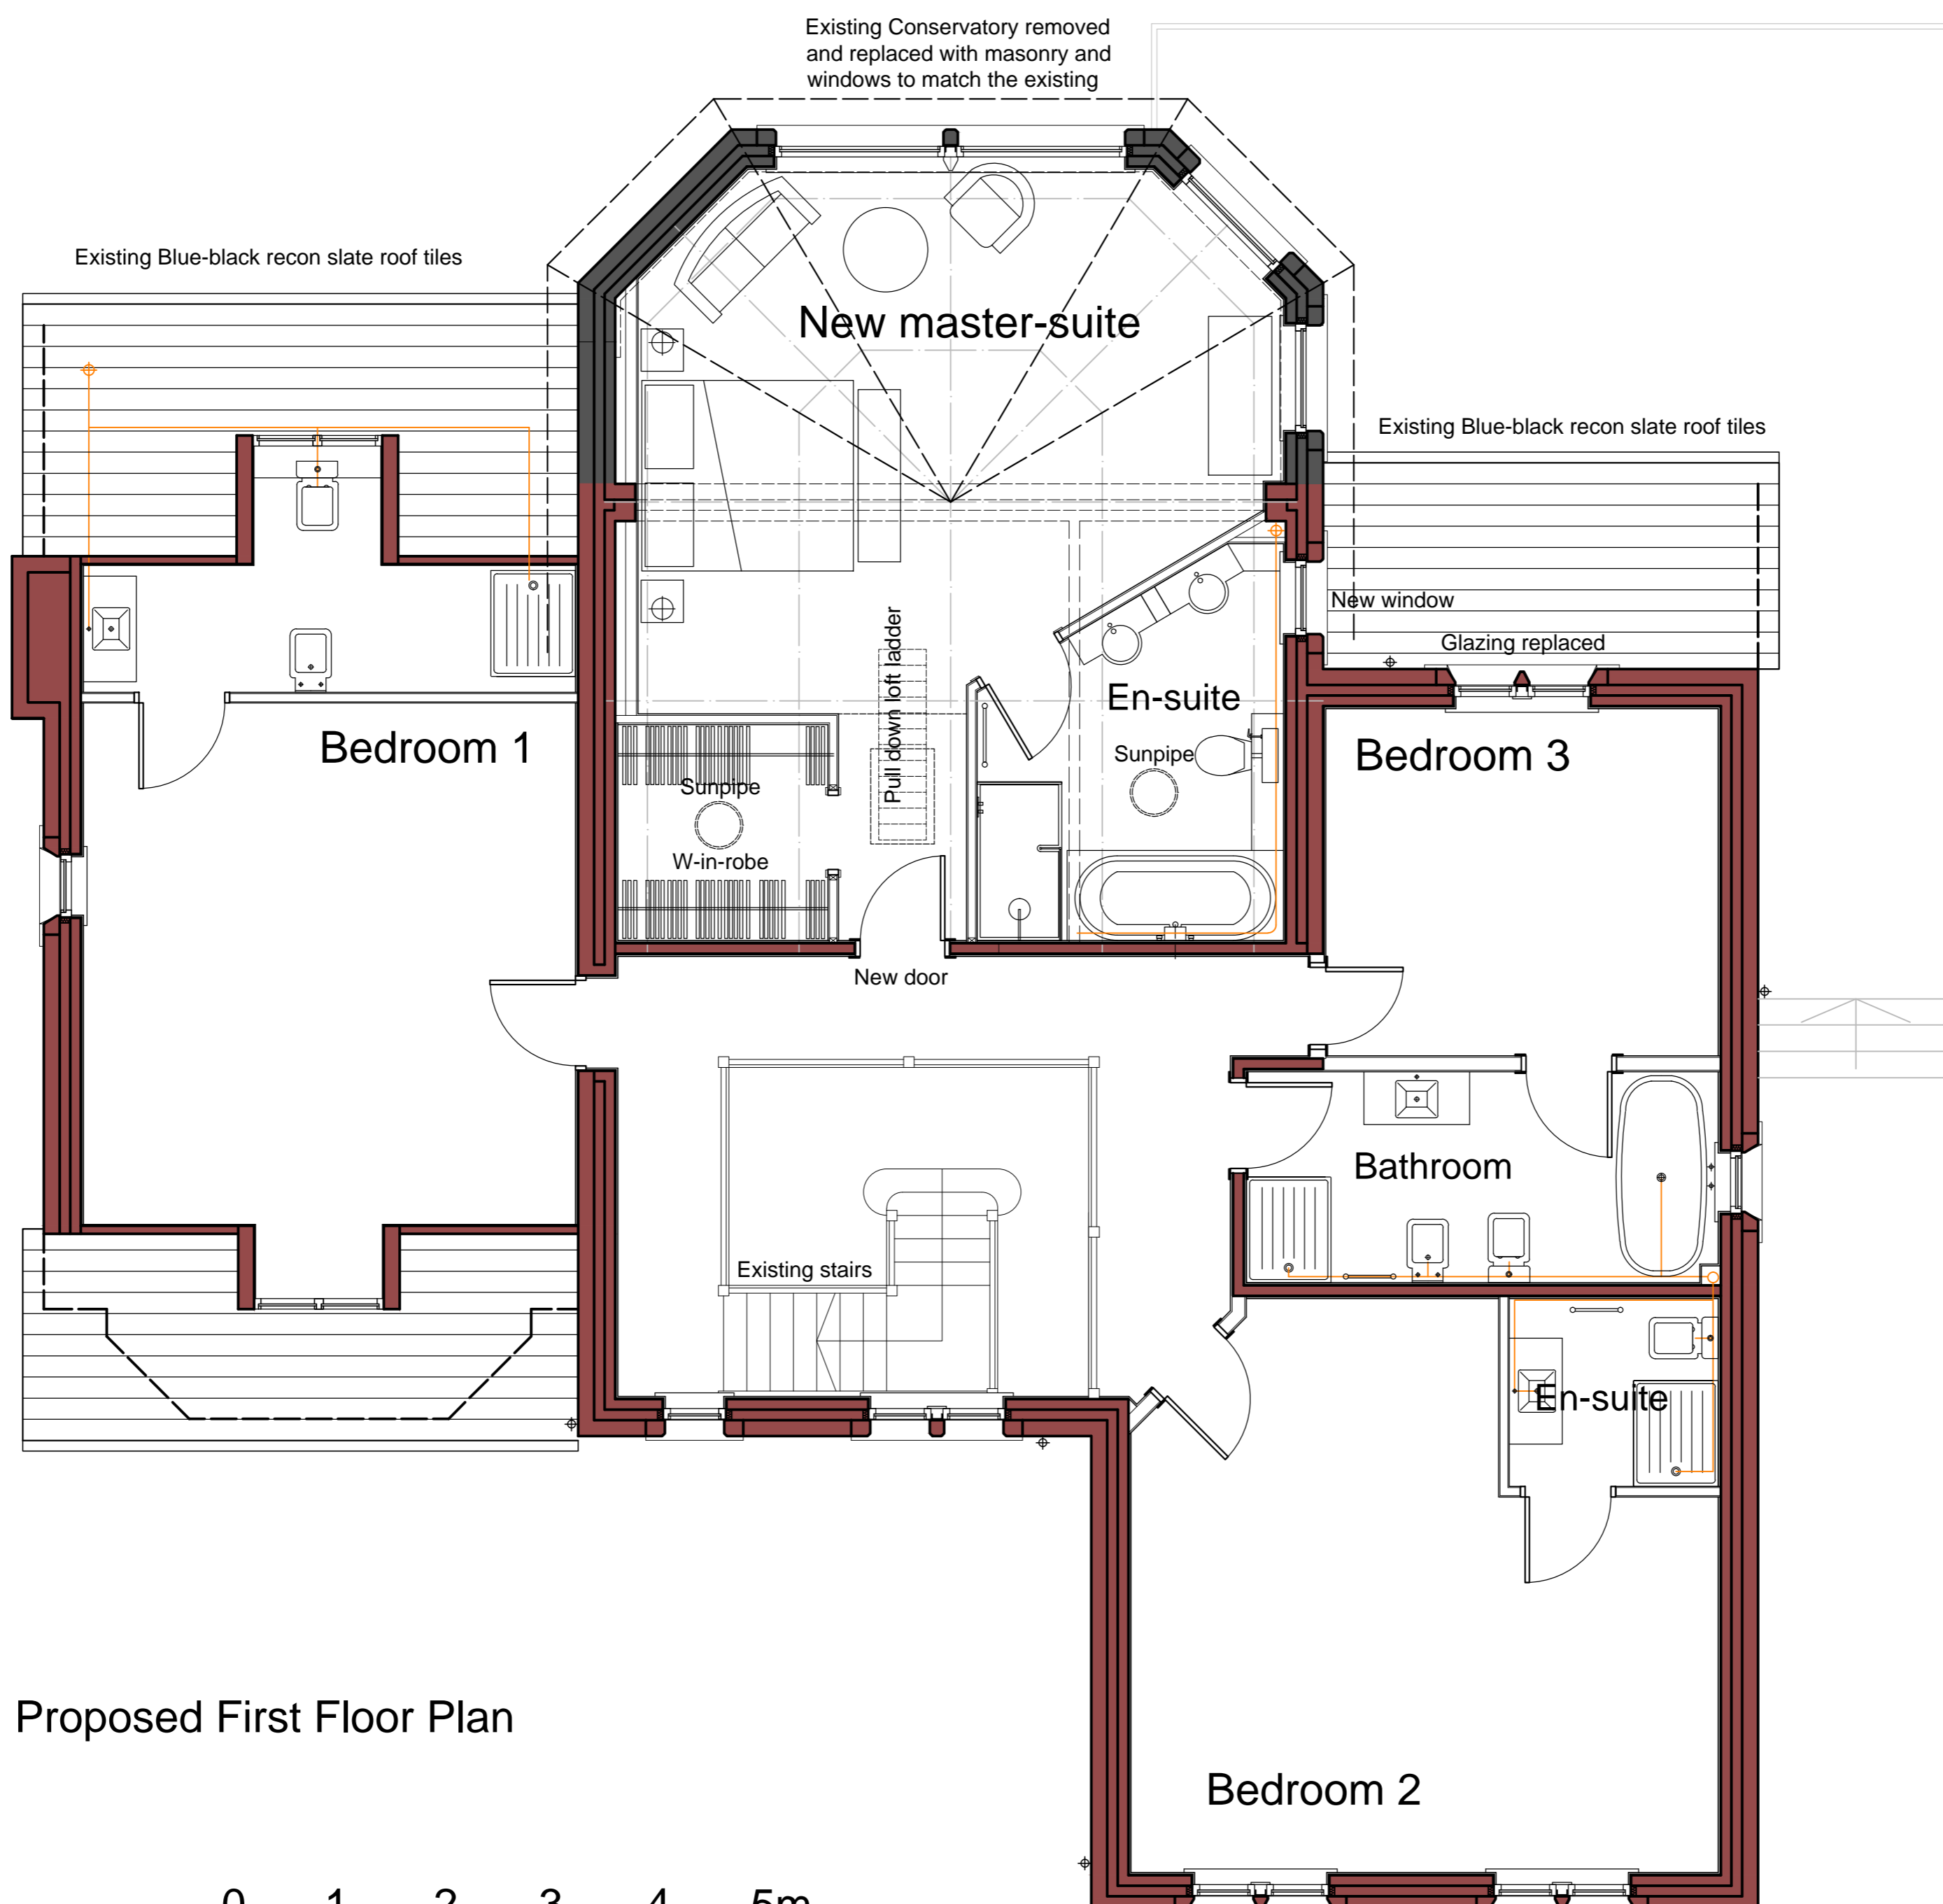 Existing Conservatory removed
and replaced with masonry and
windows to match the existing
Existing Blue-black recon slate roof tiles
New master-suite
Existing Blue-black recon slate roof tiles
New window
Glazing replaced
Pull down loft ladder
En-suite
Bedroom 1
Sunpipe
Bedroom 3
Sunpipe
W-in-robe
New door
Bathroom
Existing stairs
En-suite
Proposed First Floor Plan
Bedroom 2
0 1 2 3 4 5m